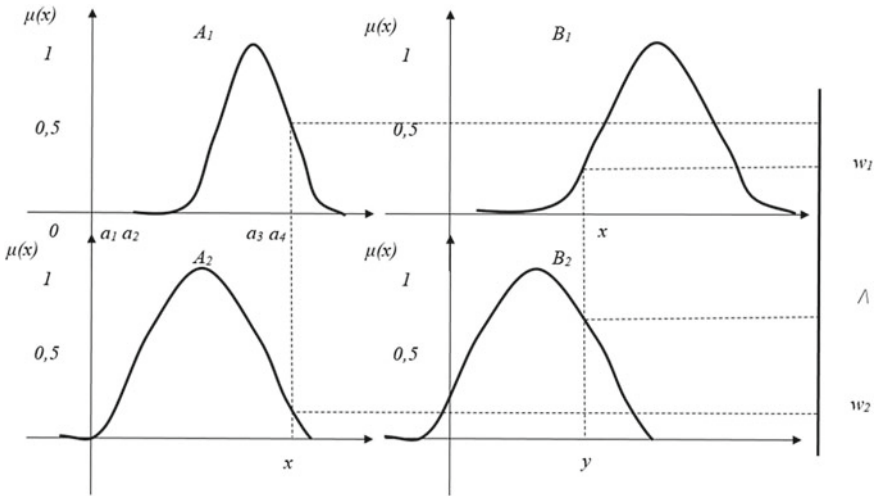 μ(x) A1 μ(x) B1
1 1
0,5 0,5
w1
0 a1 a2 a3 a4 x
μ(x) A2 μ(x) B2
1 1 /\
0,5 0,5
w2
x y